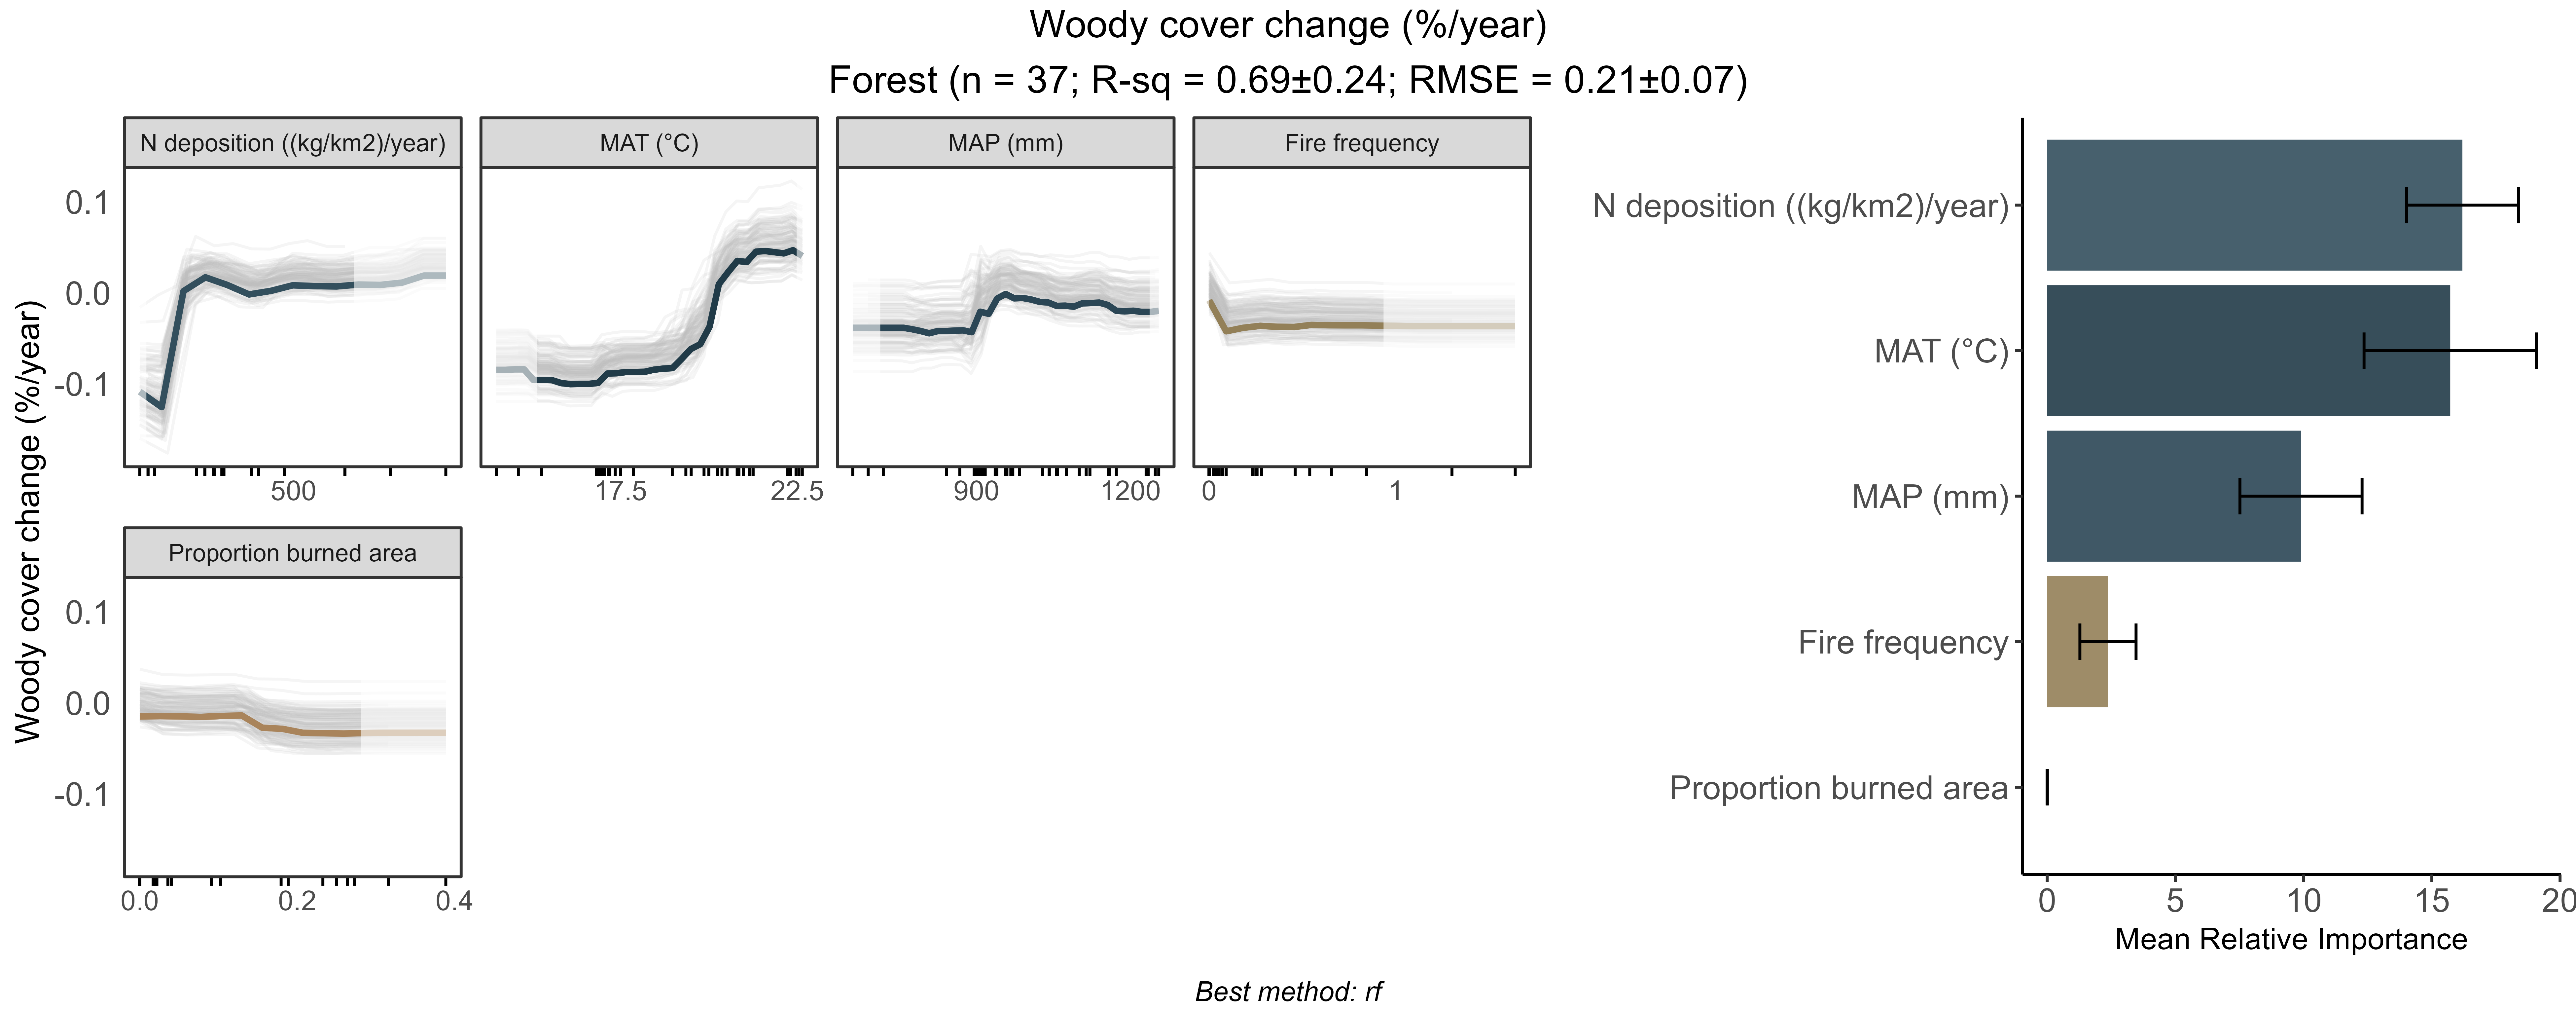 Woody cover change (%/year)
Forest (n = 37; R-sq = 0.69±0.24; RMSE = 0.21±0.07)
N deposition ((kg/km2)/year)
MAT (°C)
MAP (mm)
Fire frequency
Woody cover change (%/year)
0.1
0.0
-0.1
500
17.5
22.5
900
1200
0
1
Proportion burned area
0.1
0.0
-0.1
0.0
0.2
0.4
N deposition ((kg/km2)/year)
MAT (°C)
MAP (mm)
Fire frequency
Proportion burned area
0
5
10
15
20
Mean Relative Importance
Best method: rf